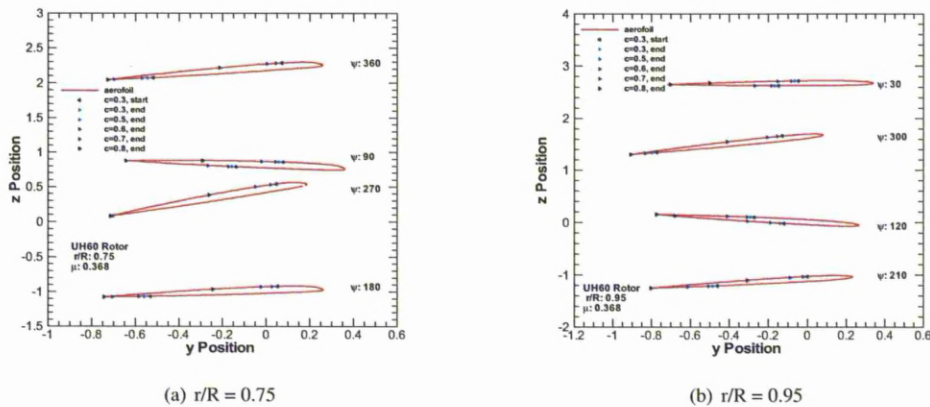 3
2.5
2
1.5
1
0.5
0
-0.5
-1
-1.5
z Position
-1 -0.8 -0.6 -0.4 -0.2 0 0.2 0.4 0.6
y Position
aerofoil
c=0.3, start
c=0.3, end
c=0.5, end
c=0.6, end
c=0.7, end
c=0.8, end
ψ: 360
ψ: 90
ψ: 270
ψ: 180
UH60 Rotor
r/R: 0.75
μ: 0.368
(a) r/R = 0.75
4
3
2
1
0
-1
-2
z Position
-1.2 -1 -0.8 -0.6 -0.4 -0.2 0 0.2 0.4 0.6
y Position
aerofoil
c=0.3, start
c=0.3, end
c=0.5, end
c=0.6, end
c=0.7, end
c=0.8, end
ψ: 30
ψ: 300
ψ: 120
ψ: 210
UH60 Rotor
r/R: 0.95
μ: 0.368
(b) r/R = 0.95